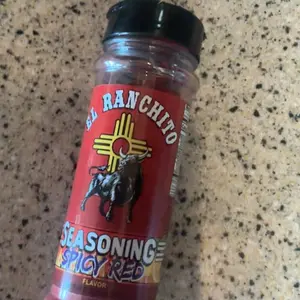 EL RANCHITO
SEASONING
SPICY RED
FLAVOR